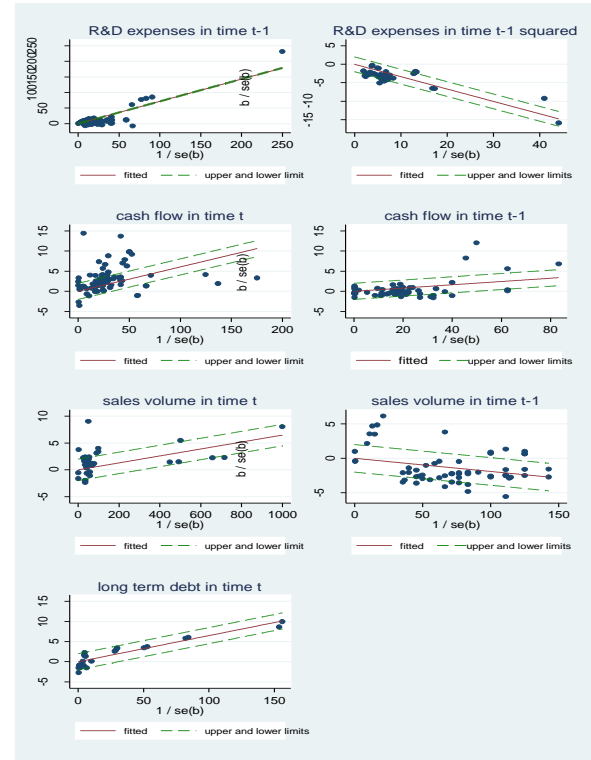 R&D expenses in time t-1
R&D expenses in time t-1 squared
0 50 100150200250
b / se(b)
0 50 100 150 200 250
1 / se(b)
fitted
upper and lower limit
-15 -10 -5 0 5
0 10 20 30 40
1 / se(b)
fitted
upper and lower limit
cash flow in time t
cash flow in time t-1
-5 0 5 10 15
b / se(b)
0 50 100 150 200
1 / se(b)
fitted
upper and lower limit
-5 0 5 10 15
0 20 40 60 80
1 / se(b)
fitted
upper and lower limits
sales volume in time t
sales volume in time t-1
-5 0 5 10
b / se(b)
0 200 400 600 800 1000
1 / se(b)
fitted
upper and lower limit
-5 0 5
0 50 100 150
1 / se(b)
fitted
upper and lower limits
long term debt in time t
-5 0 5 10 15
0 50 100 150
1 / se(b)
fitted
upper and lower limits